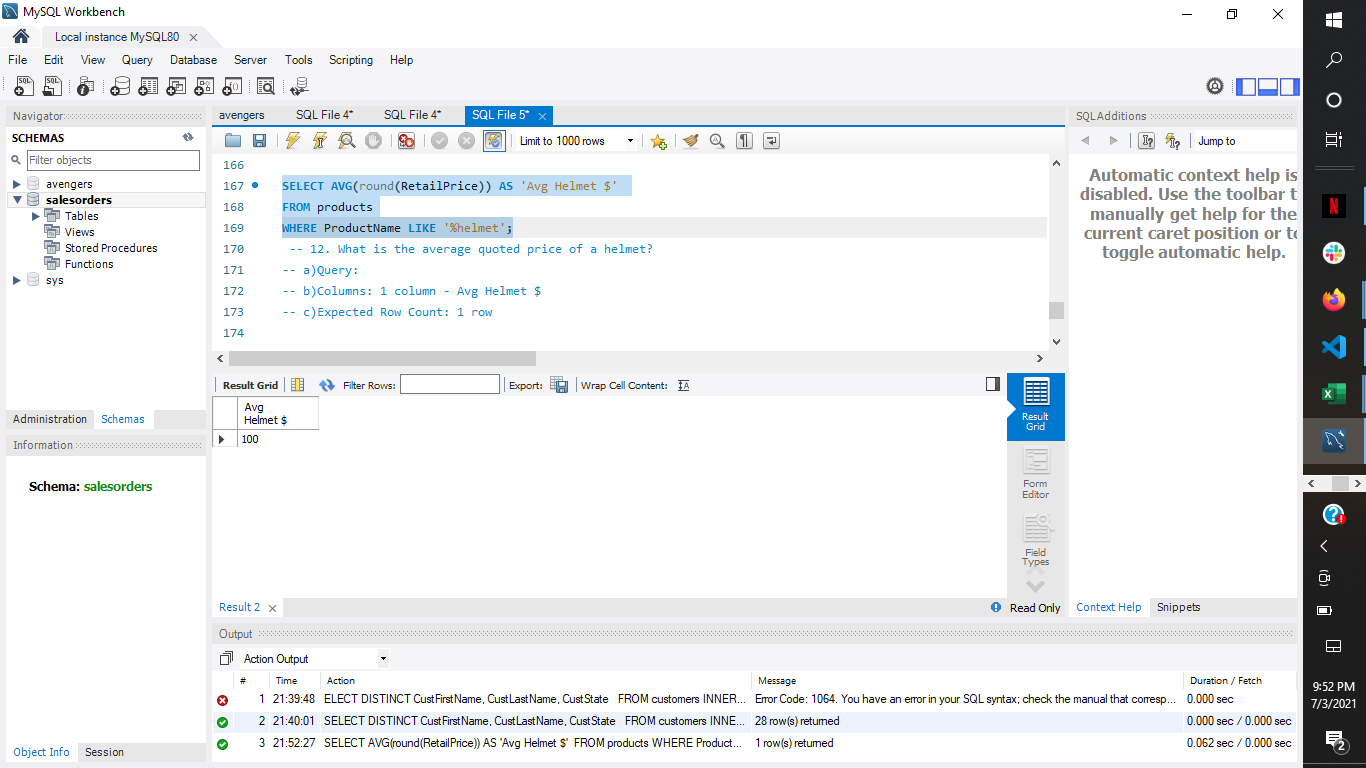 MySQL Workbench
Local instance MySQL80
File Edit View Query Database Server Tools Scripting Help
Navigator
SCHEMAS
Filter objects
avengers
salesorders
Tables
Views
Stored Procedures
Functions
sys
Administration Schemas
Information
Schema: salesorders
Object Info Session
avengers SQL File 4* SQL File 4* SQL File 5*
Limit to 1000 rows
166
167 SELECT AVG(round(RetailPrice)) AS 'Avg Helmet $'
168 FROM products
169 WHERE ProductName LIKE '%helmet';
170 -- 12. What is the average quoted price of a helmet?
171 -- a)Query:
172 -- b)Columns: 1 column - Avg Helmet $
173 -- c)Expected Row Count: 1 row
174
Result Grid Filter Rows: Export: Wrap Cell Content:
Avg
Helmet $
100
Result
Grid
Form
Editor
Field
Types
Result 2 Read Only
SQLAdditions
Jump to
Automatic context help is
disabled. Use the toolbar t
manually get help for the
current caret position or to
toggle automatic help.
Context Help Snippets
Output
Action Output
# Time Action Message Duration / Fetch
1 21:39:48 ELECT DISTINCT CustFirstName, CustLastName, CustState FROM customers INNER... Error Code: 1064. You have an error in your SQL syntax; check the manual that corresp... 0.000 sec
2 21:40:01 SELECT DISTINCT CustFirstName, CustLastName, CustState FROM customers INNE... 28 row(s) returned 0.000 sec / 0.000 sec
3 21:52:27 SELECT AVG(round(RetailPrice)) AS 'Avg Helmet $' FROM products WHERE Product... 1 row(s) returned 0.062 sec / 0.000 sec
9:52 PM
7/3/2021
2